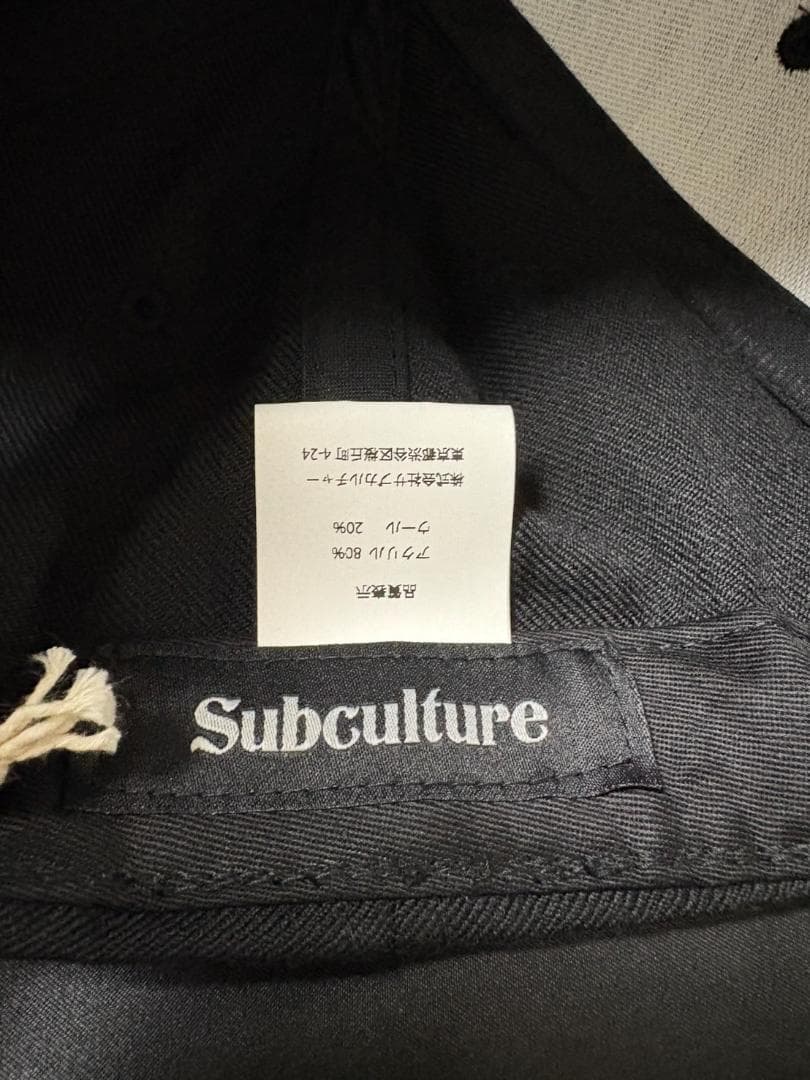 品質表示
アクリル 80%
ウール 20%
株式会社サブカルチャー
東京都渋谷区桜丘町 4-24
Subculture